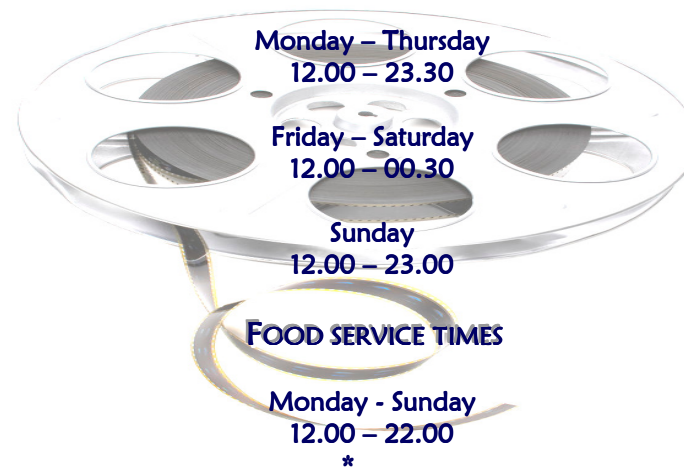 Monday – Thursday
12.00 – 23.30
Friday – Saturday
12.00 – 00.30
Sunday
12.00 – 23.00
FOOD SERVICE TIMES
Monday - Sunday
12.00 – 22.00
*